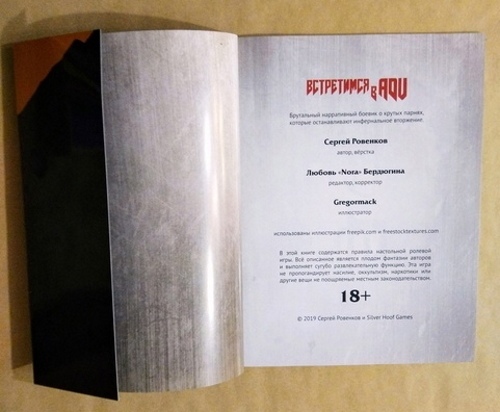 ВСТРЕТИМСЯ В АДУ
Брутальный нарративный боевик о крутых парнях,
которые останавливают инфернальное вторжение
Сергей Ровенков
автор, вёрстка
Любовь «Nora» Бердюгина
редактор, корректор
Gregormack
иллюстратор
использованы иллюстрации freepik.com и freestocktextures.com
В этой книге содержатся правила настольной ролевой
игры. Всё описанное является плодом фантазии авторов
и выполняет сугубо развлекательную функцию. Эта игра
не пропагандирует насилие, оккультизм, наркотики или
другие вещи не поощряемые местным законодательством.
18+
© 2019 Сергей Ровенков и Silver Hoof Games